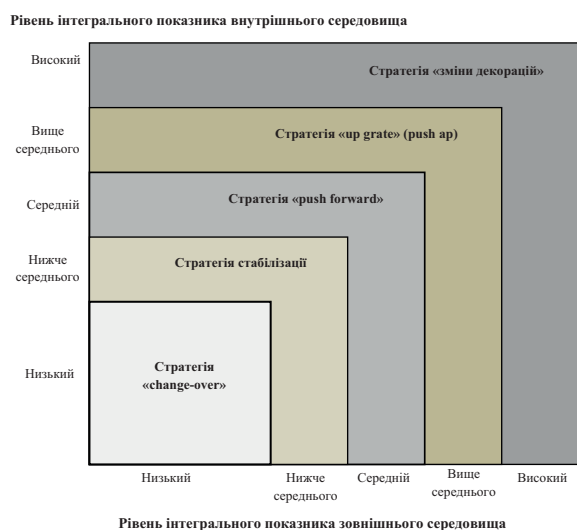 Рівень інтегрального показника внутрішнього середовища
Високий
Стратегія «зміни декорацій»
Вище
середнього
Стратегія «up grate» (push ap)
Середній
Стратегія «push forward»
Нижче
середнього
Стратегія стабілізації
Низький
Стратегія
«change-over»
Низький
Нижче
середнього
Середній
Вище
середнього
Високий
Рівень інтегрального показника зовнішнього середовища